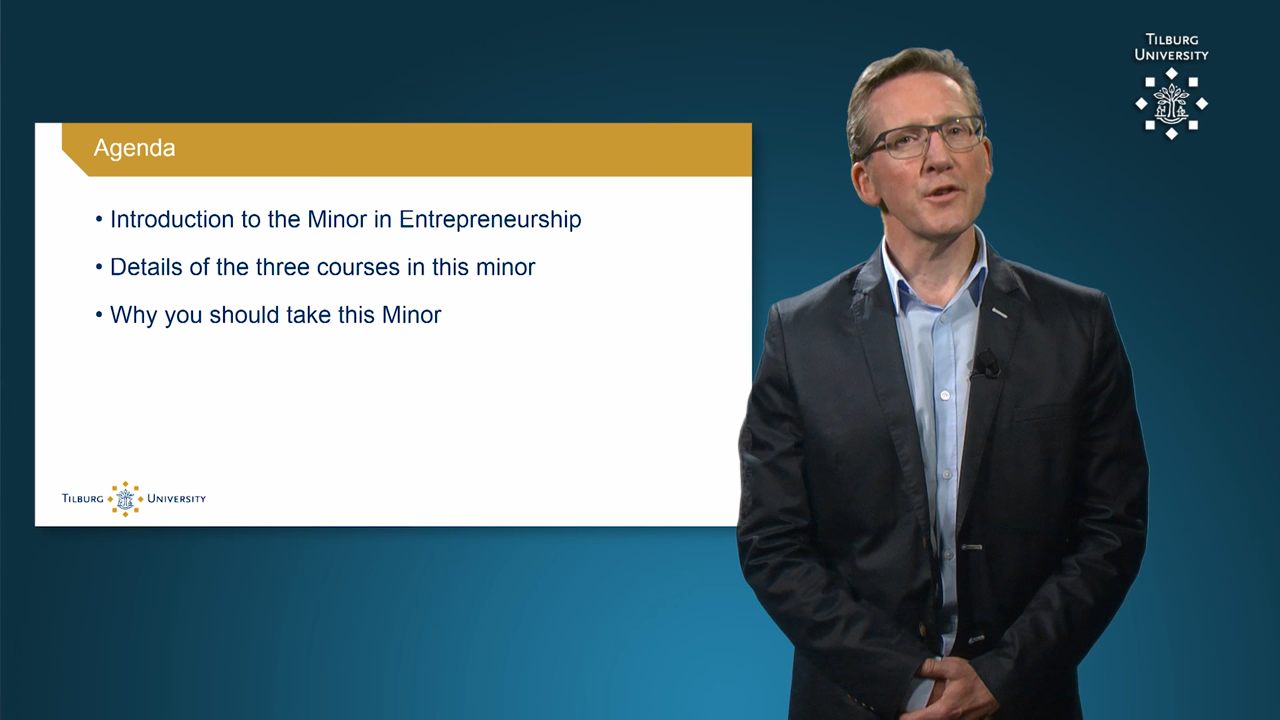 Agenda
• Introduction to the Minor in Entrepreneurship
• Details of the three courses in this minor
• Why you should take this Minor
TILBURG UNIVERSITY
TILBURG
UNIVERSITY